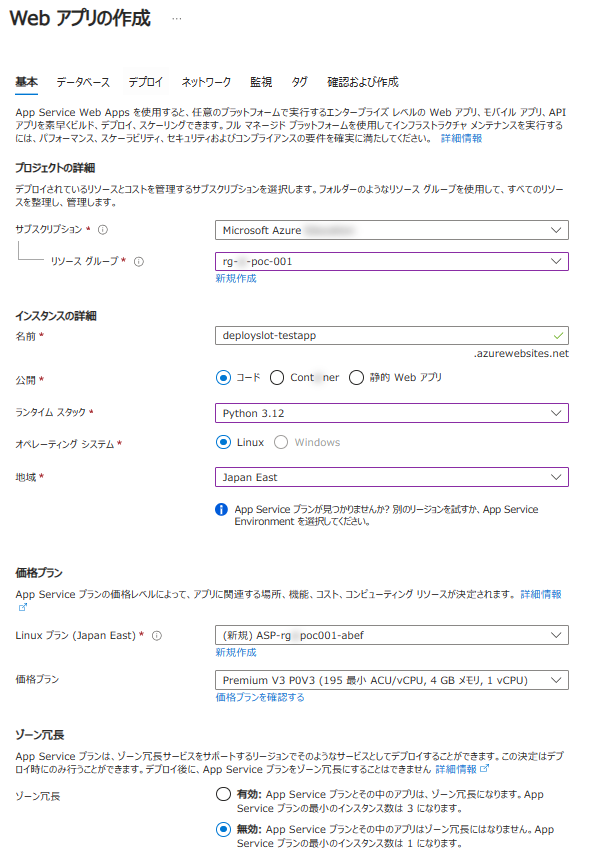 Web アプリの作成 ...
基本 データベース デプロイ ネットワーク 監視 タグ 確認および作成
App Service Web Apps を使用すると、任意のプラットフォームで実行するエンタープライズ レベルの Web アプリ、モバイル アプリ、API
アプリを素早くビルド、デプロイ、スケーリングできます。フル マネージド プラットフォームを使用してインフラストラクチャ メンテナンスを実行する
には、パフォーマンス、スケーラビリティ、セキュリティおよびコンプライアンスの要件を確実に満たしてください。 詳細情報
プロジェクトの詳細
デプロイされているリソースとコストを管理するサブスクリプションを選択します。フォルダーのようなリソース グループを使用して、すべてのリソー
スを整理し、管理します。
サブスクリプション *
Microsoft Azure
リソース グループ *
rg- -poc-001
新規作成
インスタンスの詳細
名前 *
deployslot-testapp
.azurewebsites.net
公開 *
コード Cont ner 静的 Web アプリ
ランタイム スタック *
Python 3.12
オペレーティング システム *
Linux Windows
地域 *
Japan East
App Service プランが見つかりませんか? 別のリージョンを試すか、App Service
Environment を選択してください。
価格プラン
App Service プランの価格レベルによって、アプリに関連する場所、機能、コスト、コンピューティング リソースが決定されます。 詳細情報
Linux プラン (Japan East) *
(新規) ASP-rg poc001-abef
新規作成
価格プラン
Premium V3 P0V3 (195 最小 ACU/vCPU, 4 GB メモリ, 1 vCPU)
価格プランを確認する
ゾーン冗長
App Service プランは、ゾーン冗長サービスをサポートするリージョンでそのようなサービスとしてデプロイすることができます。この決定はデプ
ロイ時にのみ行うことができます。デプロイ後に、App Service プランをゾーン冗長にすることはできません 詳細情報
ゾーン冗長
有効: App Service プランとその中のアプリは、ゾーン冗長になります。App
Service プランの最小のインスタンス数は 3 になります。
無効: App Service プランとその中のアプリはゾーン冗長にはなりません。App
Service プランの最小のインスタンス数は 1 になります。